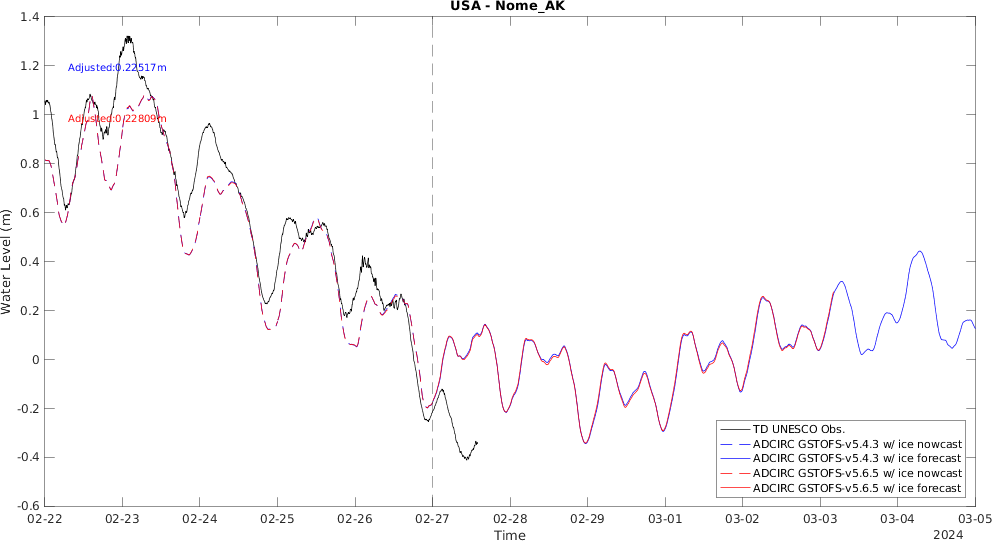 USA - Nome_AK
1.4
1.2
1
0.8
0.6
0.4
0.2
0
-0.2
-0.4
-0.6
Water Level (m)
Adjusted:0.22517m
Adjusted:0.22809m
TD UNESCO Obs.
ADCIRC GSTOFS-v5.4.3 w/ ice nowcast
ADCIRC GSTOFS-v5.4.3 w/ ice forecast
ADCIRC GSTOFS-v5.6.5 w/ ice nowcast
ADCIRC GSTOFS-v5.6.5 w/ ice forecast
02-22 02-23 02-24 02-25 02-26 02-27 02-28 02-29 03-01 03-02 03-03 03-04 03-05
Time
2024